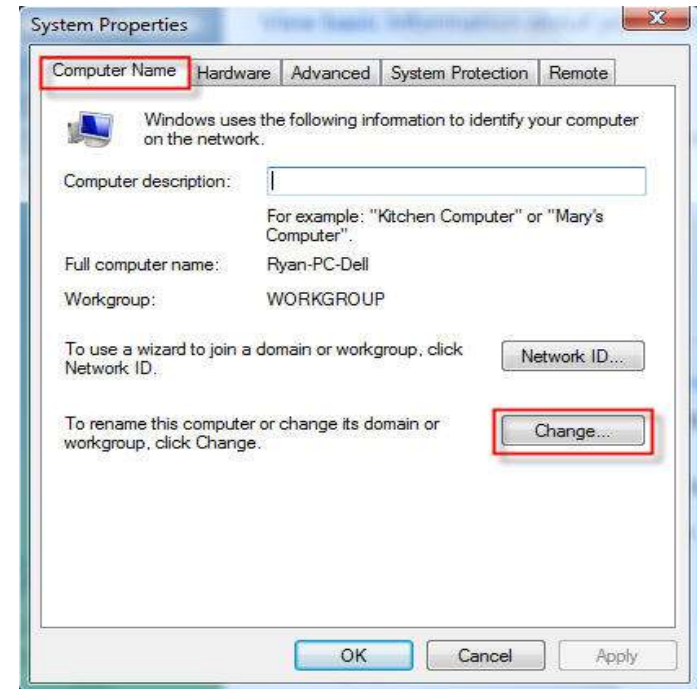 System Properties
Computer Name Hardware Advanced System Protection Remote
Windows uses the following information to identify your computer
on the network.
Computer description:
For example: "Kitchen Computer" or "Mary's
Computer".
Full computer name: Ryan-PC-Dell
Workgroup: WORKGROUP
To use a wizard to join a domain or workgroup, click
Network ID.
Network ID...
To rename this computer or change its domain or
workgroup, click Change.
Change...
OK Cancel Apply